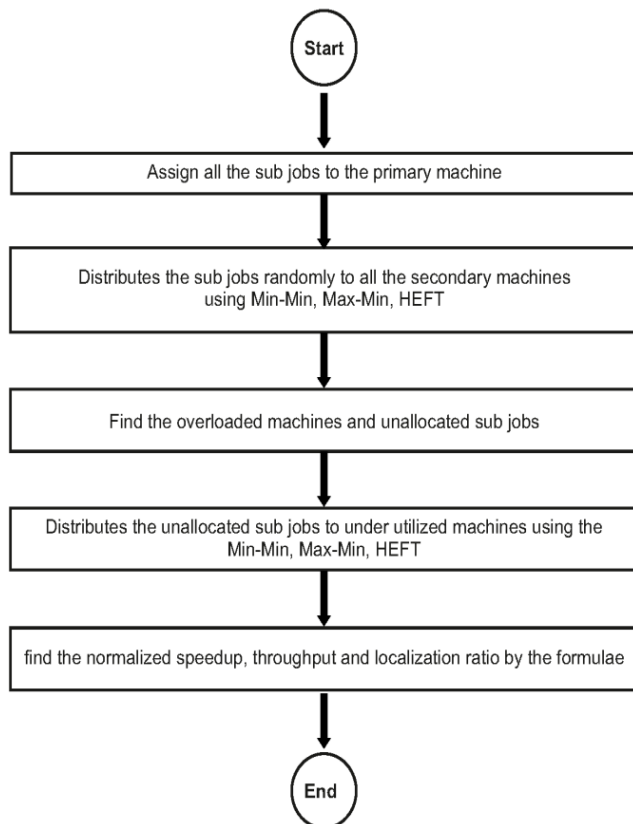 Start
Assign all the sub jobs to the primary machine
Distributes the sub jobs randomly to all the secondary machines
using Min-Min, Max-Min, HEFT
Find the overloaded machines and unallocated sub jobs
Distributes the unallocated sub jobs to under utilized machines using the
Min-Min, Max-Min, HEFT
find the normalized speedup, throughput and localization ratio by the formulae
End